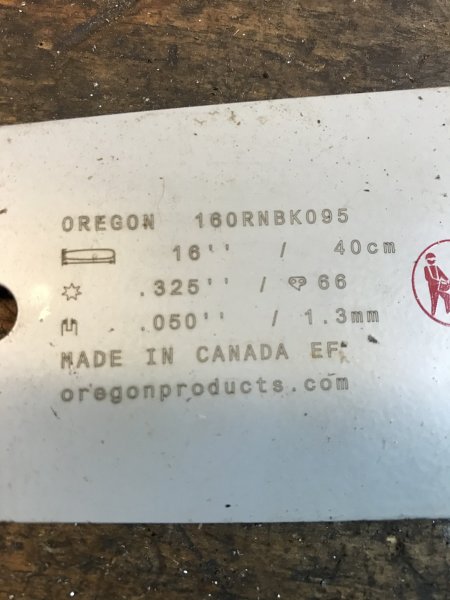 OREGON 160RNBK095
16'' / 40cm
.325'' / 66
.050'' / 1.3mm
MADE IN CANADA EF
oregonproducts.com